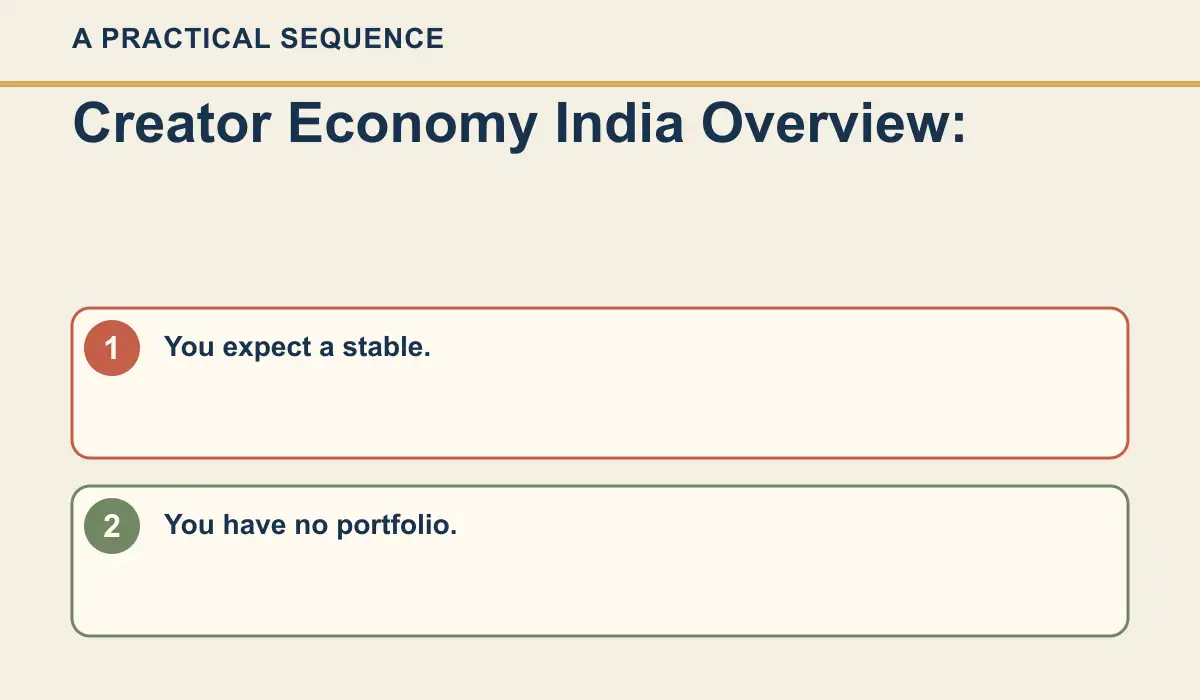 A PRACTICAL SEQUENCE
Creator Economy India Overview:
1 You expect a stable.
2 You have no portfolio.